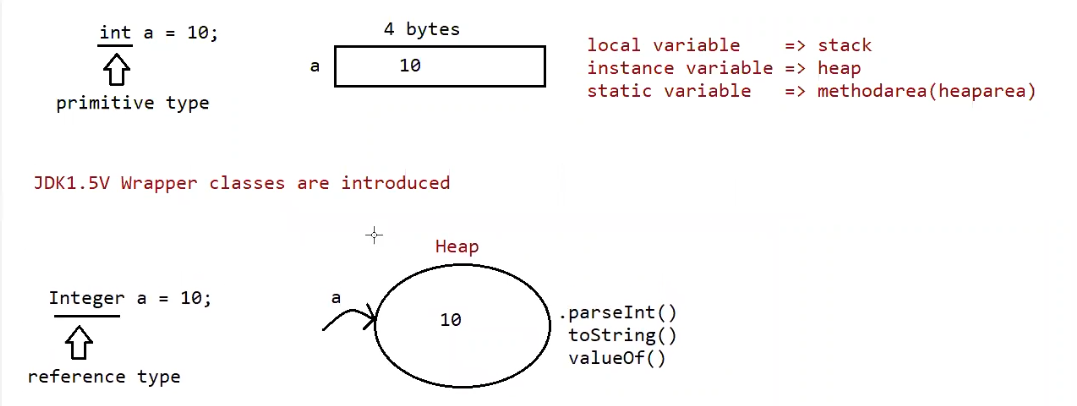 int a = 10;
primitive type
4 bytes
a
10
local variable => stack
instance variable => heap
static variable => methodarea(heaparea)
JDK1.5V Wrapper classes are introduced
Integer a = 10;
reference type
Heap
a
10
.parseInt()
toString()
valueOf()